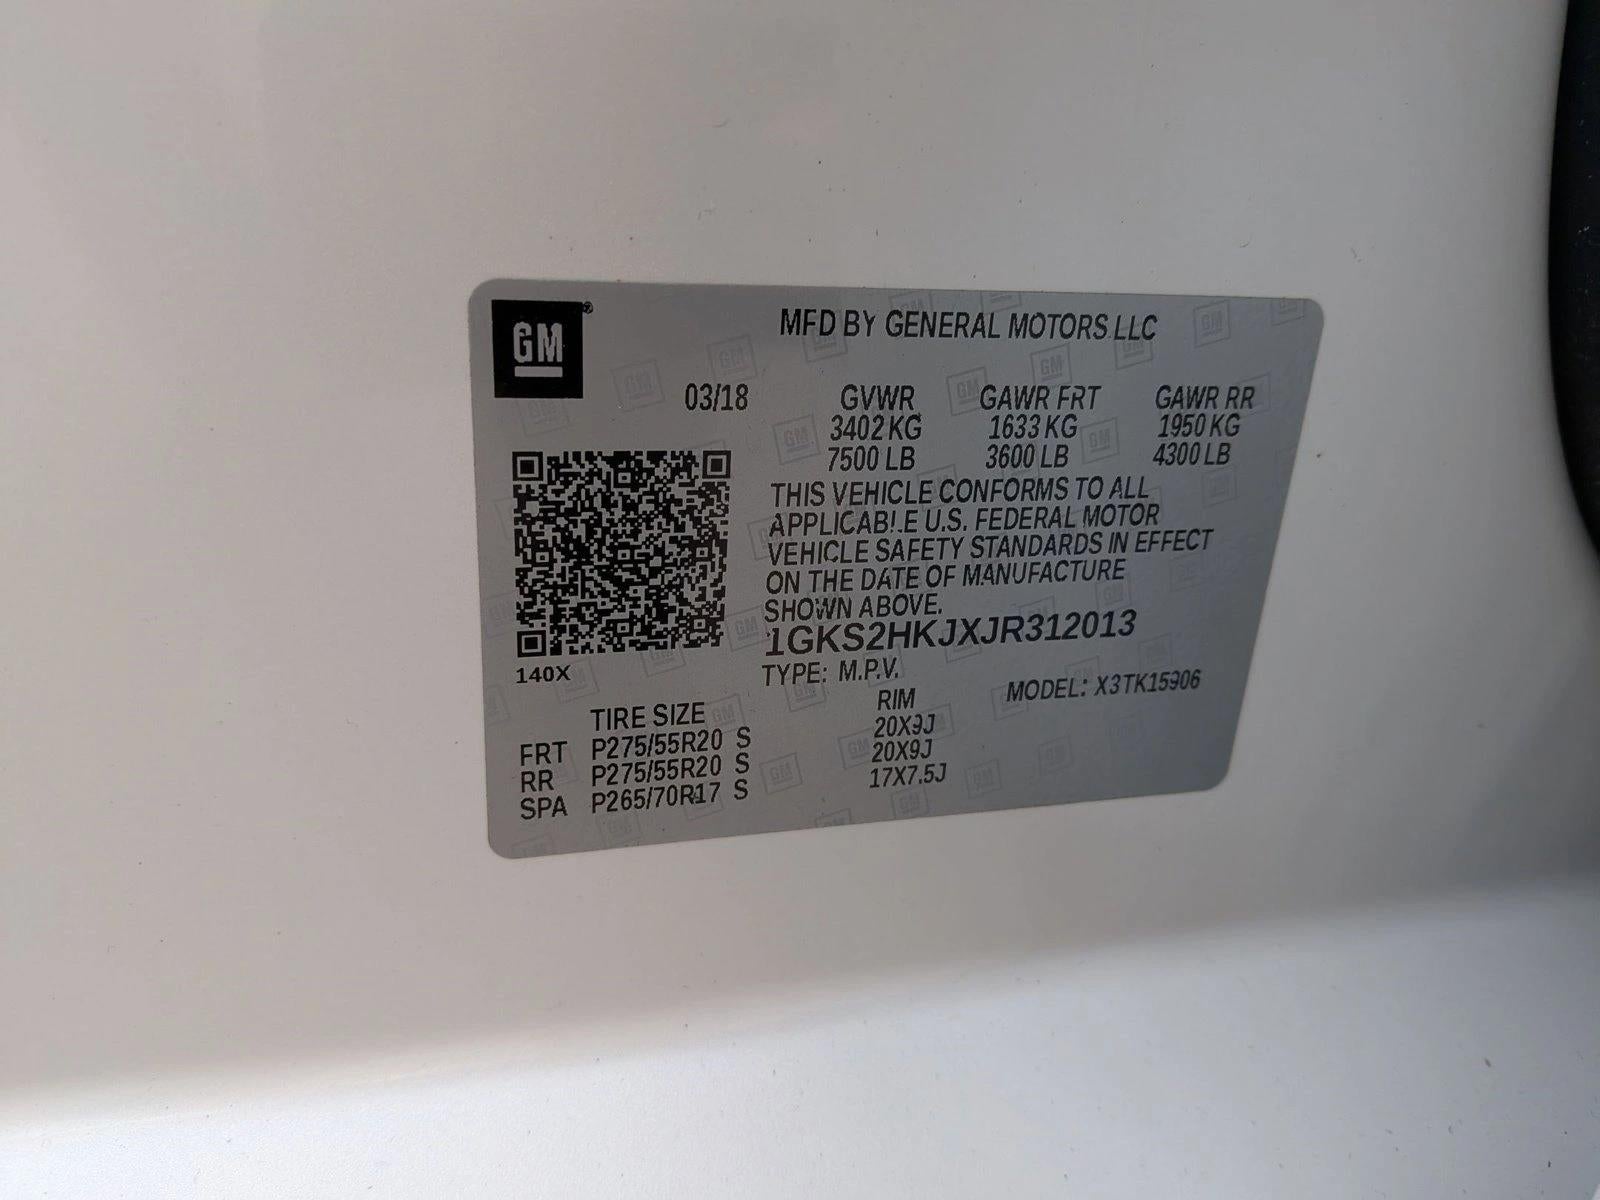 GM®
MFD BY GENERAL MOTORS LLC
03/18 GVWR GAWR FRT GAWR RR
3402 KG 1633 KG 1950 KG
7500 LB 3600 LB 4300 LB
THIS VEHICLE CONFORMS TO ALL
APPLICABLE U.S. FEDERAL MOTOR
VEHICLE SAFETY STANDARDS IN EFFECT
ON THE DATE OF MANUFACTURE
SHOWN ABOVE.
1GKS2HKJXJR312013
140X
TYPE: M.P.V. MODEL: X3TK15906
TIRE SIZE RIM
FRT P275/55R20 S 20X9J
RR P275/55R20 S 20X9J
SPA P265/70R17 S 17X7.5J